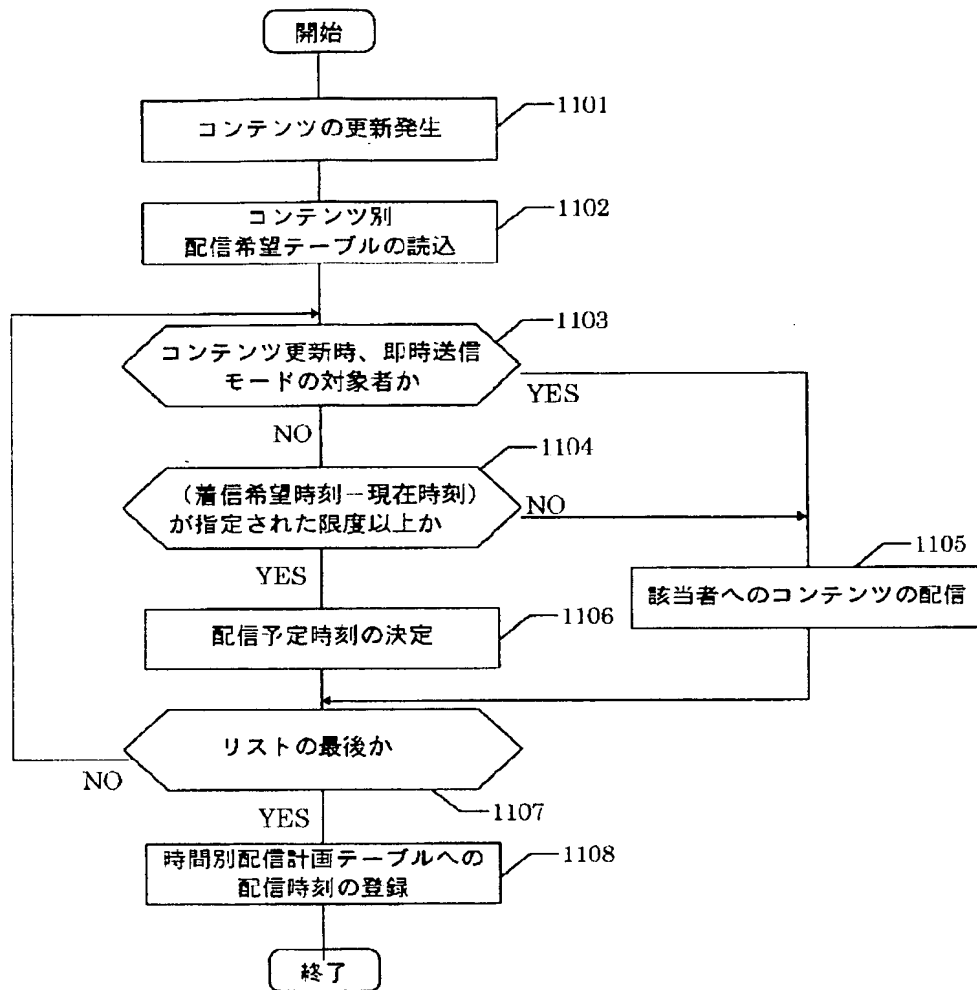 開始
コンテンツの更新発生
1101
コンテンツ別
配信希望テーブルの読込
1102
コンテンツ更新時、即時送信
モードの対象者か
1103
YES
NO
(着信希望時刻−現在時刻)
が指定された限度以上か
1104
NO
YES
該当者へのコンテンツの配信
1105
配信予定時刻の決定
1106
リストの最後か
NO
1107
YES
時間別配信計画テーブルへの
配信時刻の登録
1108
終了